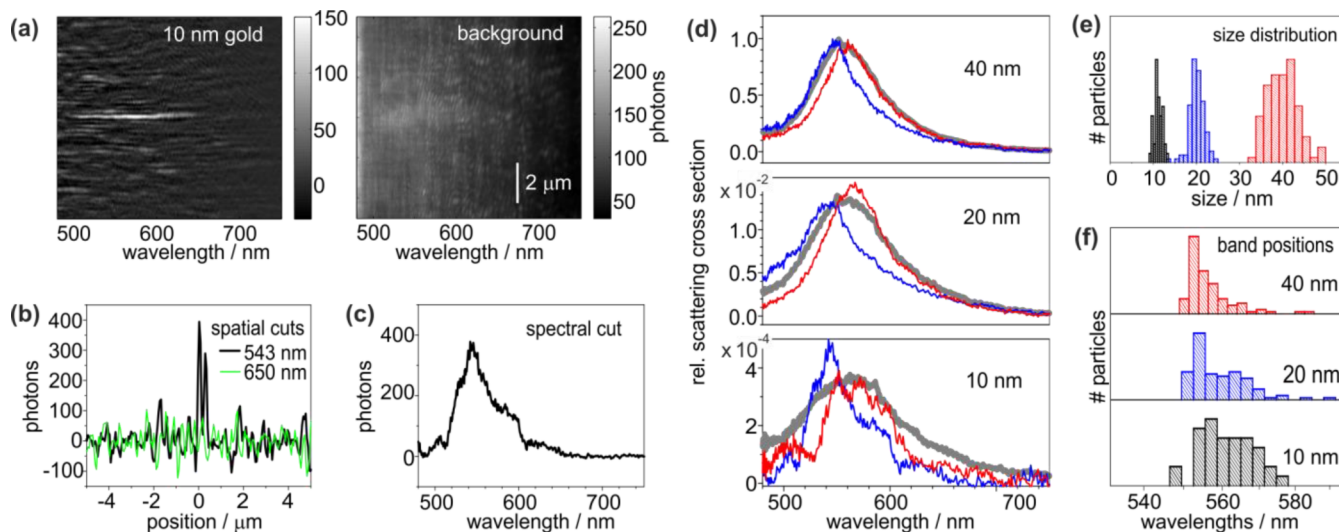 (a)
10 nm gold
150
100
50
0
500 600 700
wavelength / nm
background
2 μm
250
200
150
100
50
photons
500 600 700
wavelength / nm
(b)
400
300
200
100
0
-100
photons
spatial cuts
543 nm
650 nm
-4 -2 0 2 4
position / μm
(c)
spectral cut
400
200
0
photons
500 600 700
wavelength / nm
(d)
rel. scattering cross section
1.0
0.5
0.0
40 nm
x 10-2
1.0
0.5
0.0
20 nm
x 10-4
4
2
0
10 nm
500 600 700
wavelength / nm
(e)
size distribution
# particles
0 10 20 30 40 50
size / nm
(f)
band positions
40 nm
20 nm
10 nm
# particles
540 560 580
wavelengths / nm